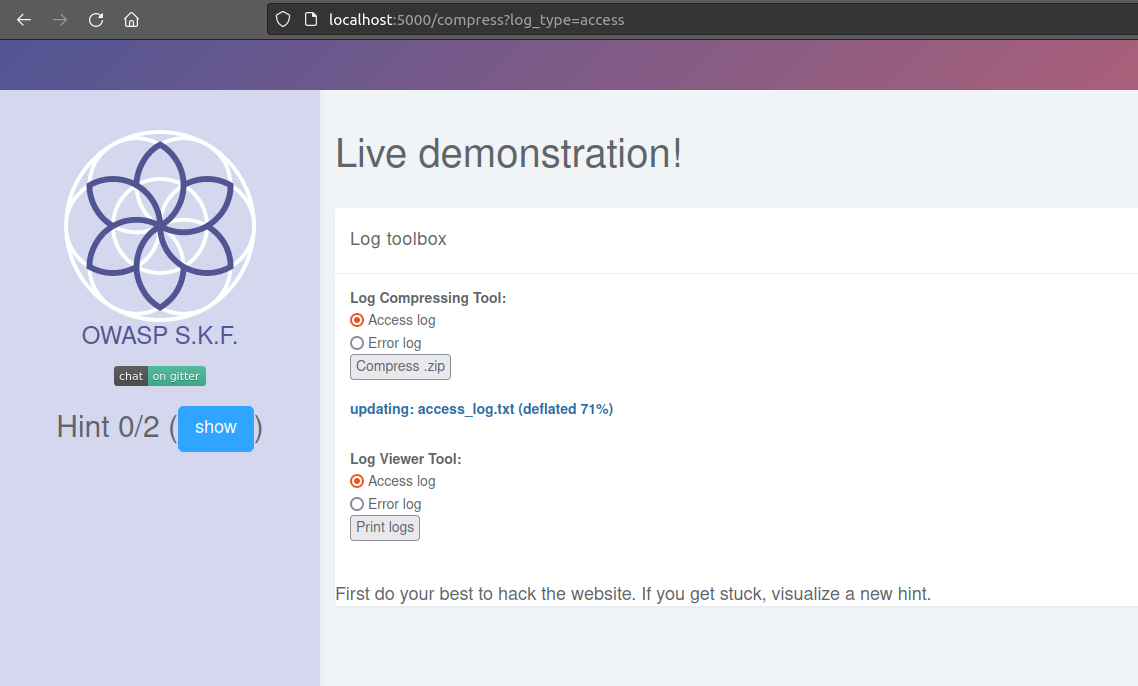 localhost:5000/compress?log_type=access
OWASP S.K.F.
chat on gitter
Hint 0/2 (show)
Live demonstration!
Log toolbox
Log Compressing Tool:
Access log
Error log
Compress .zip
updating: access_log.txt (deflated 71%)
Log Viewer Tool:
Access log
Error log
Print logs
First do your best to hack the website. If you get stuck, visualize a new hint.